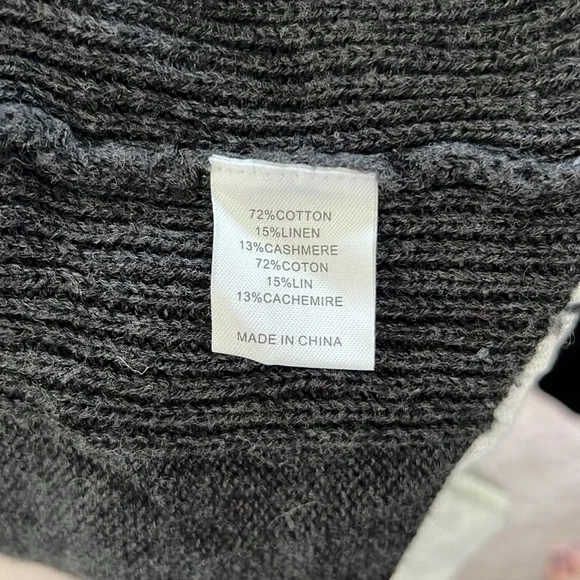 72%COTTON
15%LINEN
13%CASHMERE
72%COTON
15%LIN
13%CACHEMIRE
MADE IN CHINA